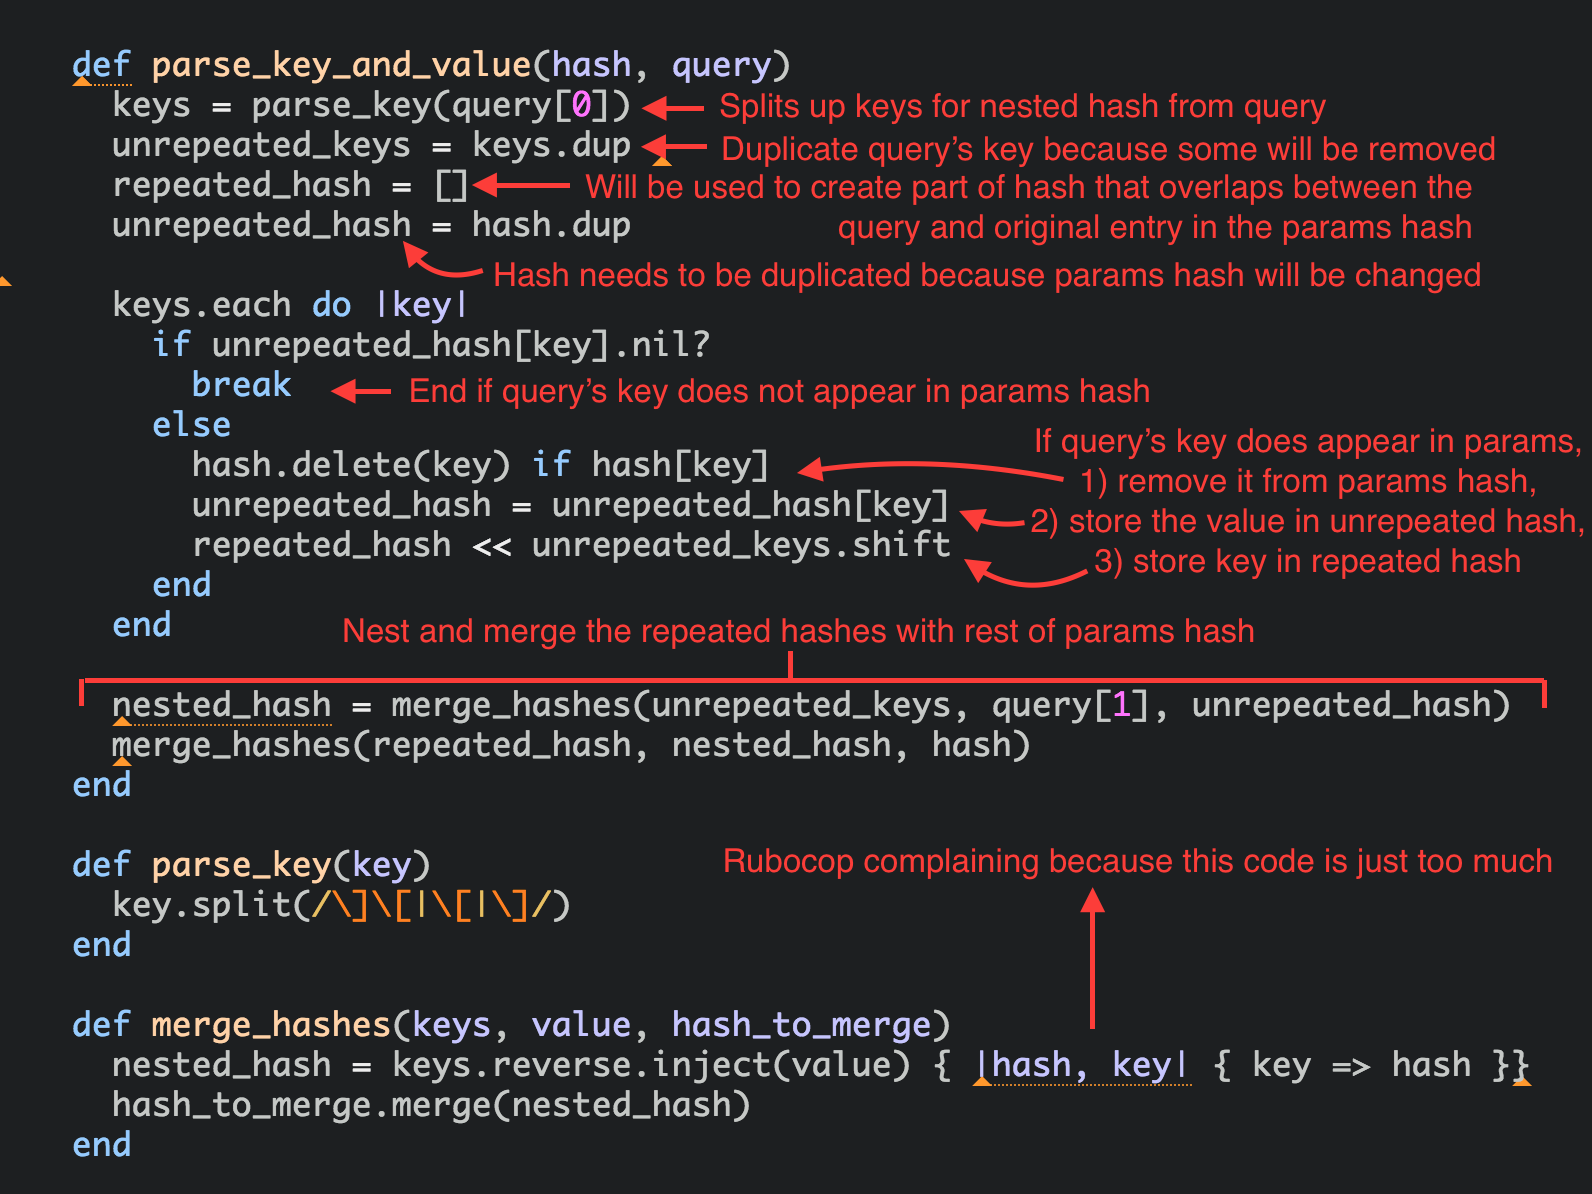 def parse_key_and_value(hash, query)
keys = parse_key(query[0])
Splits up keys for nested hash from query
unrepeated_keys = keys.dup
Duplicate query’s key because some will be removed
repeated_hash = []
Will be used to create part of hash that overlaps between the
query and original entry in the params hash
unrepeated_hash = hash.dup
Hash needs to be duplicated because params hash will be changed
keys.each do |key|
if unrepeated_hash[key].nil?
break
End if query’s key does not appear in params hash
else
If query’s key does appear in params,
hash.delete(key) if hash[key]
1) remove it from params hash,
unrepeated_hash = unrepeated_hash[key]
2) store the value in unrepeated hash,
repeated_hash << unrepeated_keys.shift
3) store key in repeated hash
end
end
Nest and merge the repeated hashes with rest of params hash
nested_hash = merge_hashes(unrepeated_keys, query[1], unrepeated_hash)
merge_hashes(repeated_hash, nested_hash, hash)
end
def parse_key(key)
Rubocop complaining because this code is just too much
key.split(/\]\[|\[|\]/)
end
def merge_hashes(keys, value, hash_to_merge)
nested_hash = keys.reverse.inject(value) { |hash, key| { key => hash }}
hash_to_merge.merge(nested_hash)
end